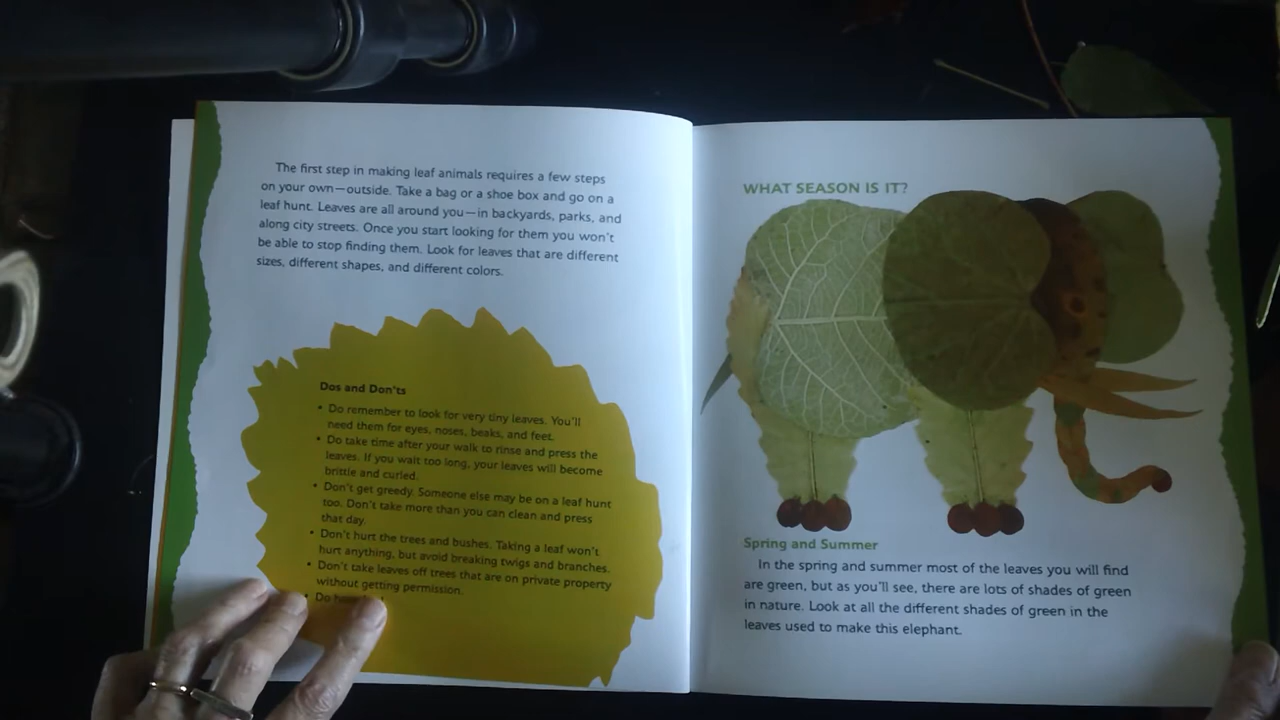 The first step in making leaf animals requires a few steps
on your own—outside. Take a bag or a shoe box and go on a
leaf hunt. Leaves are all around you—in backyards, parks, and
along city streets. Once you start looking for them you won't
be able to stop finding them. Look for leaves that are different
sizes, different shapes, and different colors.
Dos and Don'ts
• Do remember to look for very tiny leaves. You'll
need them for eyes, noses, beaks, and feet.
• Do take time after your walk to rinse and press the
leaves. If you wait too long, your leaves will become
brittle and curled.
• Don't get greedy. Someone else may be on a leaf hunt
too. Don't take more than you can clean and press
that day.
• Don't hurt the trees and bushes. Taking a leaf won't
hurt anything, but avoid breaking twigs and branches.
• Don't take leaves off trees that are on private property
without getting permission.
• Do
WHAT SEASON IS IT?
Spring and Summer
In the spring and summer most of the leaves you will find
are green, but as you'll see, there are lots of shades of green
in nature. Look at all the different shades of green in the
leaves used to make this elephant.